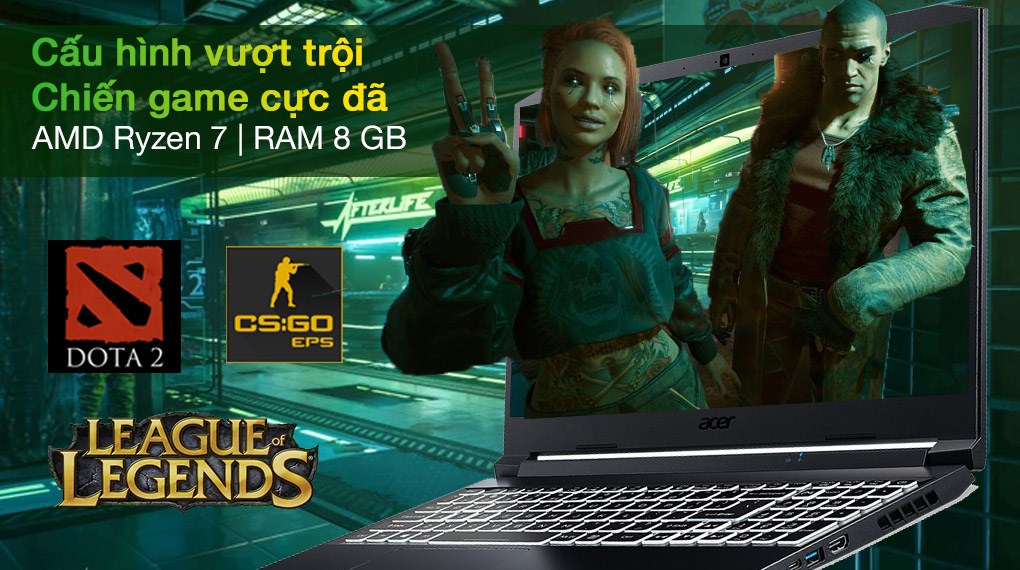 Cấu hình vượt trội
Chiến game cực đã
AMD Ryzen 7 | RAM 8 GB
AFTERLIFE
DOTA 2
CS:GO
EPS
LEAGUE of
LEGENDS
acer